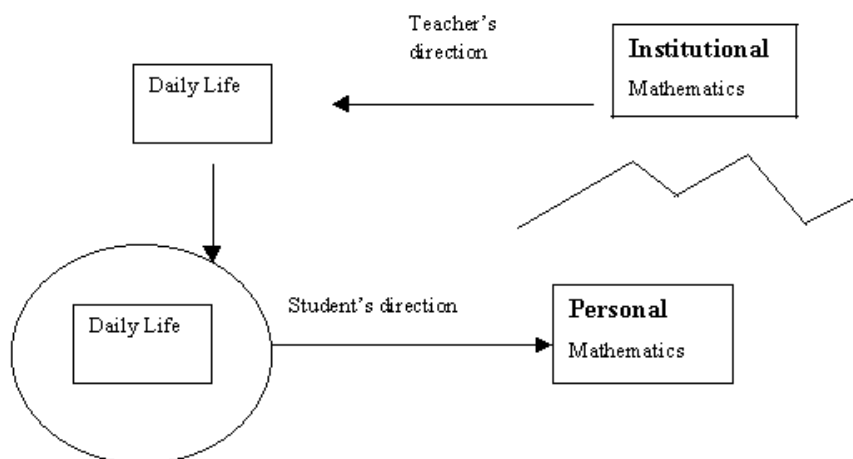 Teacher's
direction
Institutional
Mathematics
Daily Life
Daily Life
Student's direction
Personal
Mathematics